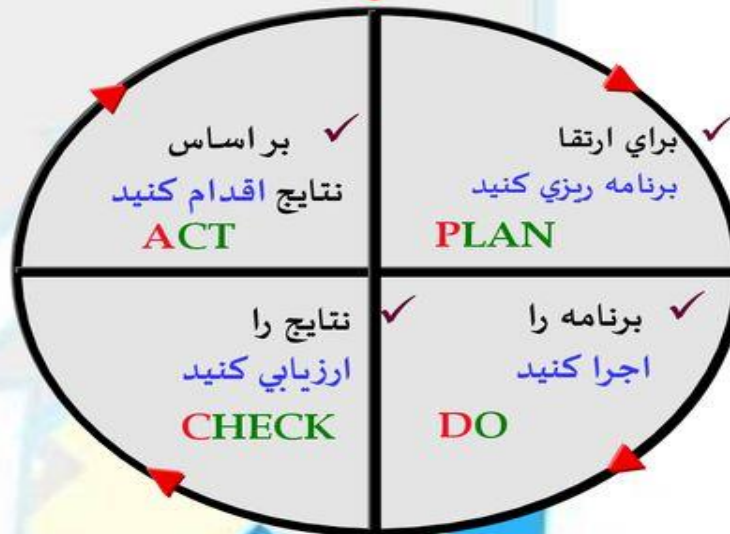 براي ارتقا
برنامه ريزي كنيد
PLAN
برنامه را
اجرا كنيد
DO
نتايج را
ارزيابي كنيد
CHECK
بر اساس
نتايج اقدام كنيد
ACT